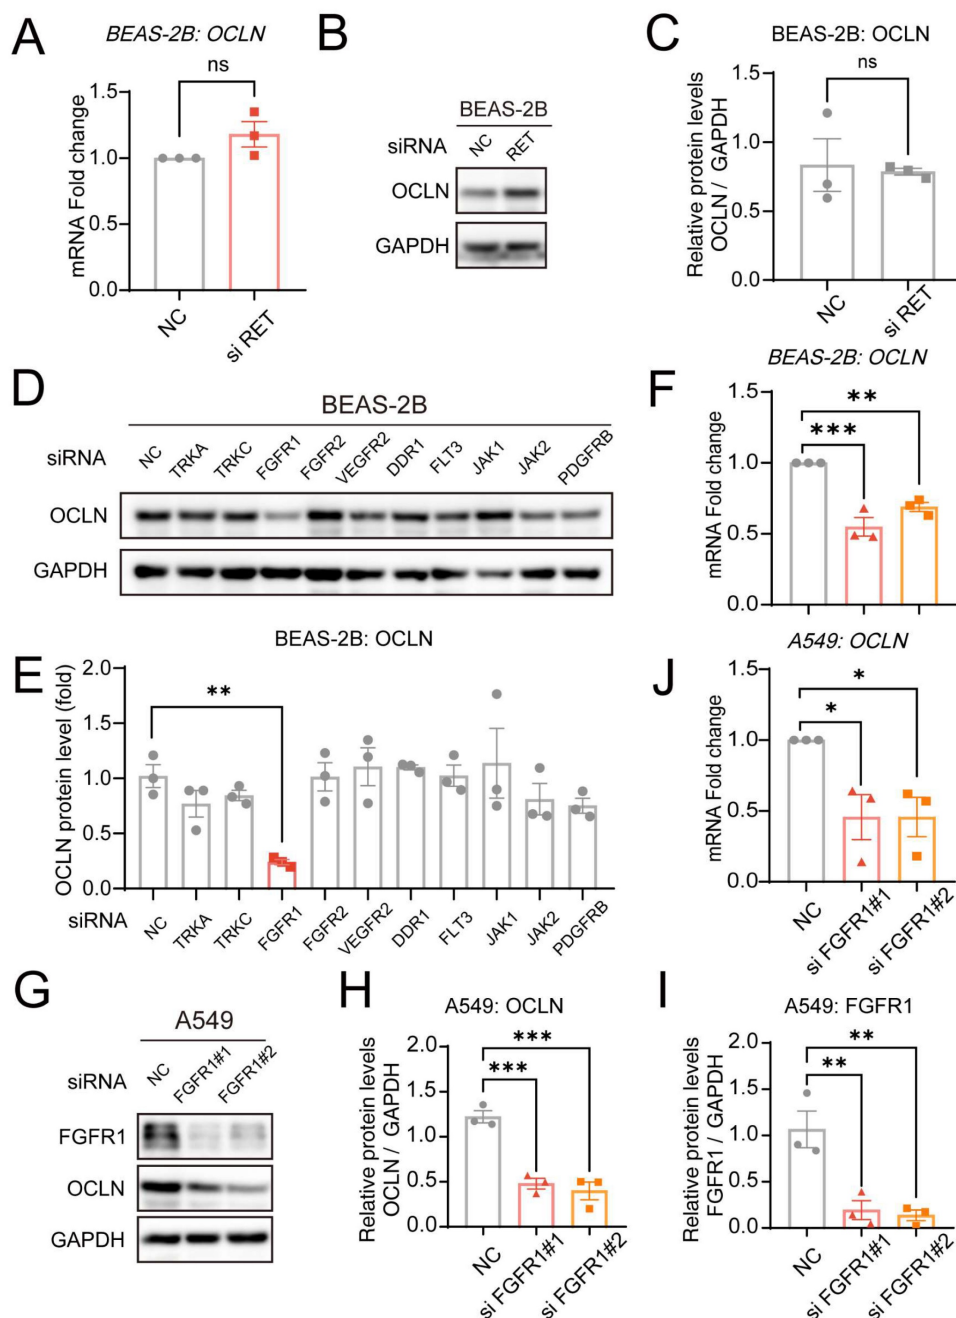 A
BEAS-2B: OCLN
ns
mRNA Fold change
1.5
1.0
0.5
0.0
NC
si RET
B
BEAS-2B
siRNA
NC
RET
OCLN
GAPDH
C
BEAS-2B: OCLN
ns
Relative protein levels
OCLN / GAPDH
1.5
1.0
0.5
0.0
NC
si RET
D
BEAS-2B
siRNA
NC
TRKA
TRKC
FGFR1
FGFR2
VEGFR2
DDR1
FLT3
JAK1
JAK2
PDGFRB
OCLN
GAPDH
BEAS-2B: OCLN
E
OCLN protein level (fold)
2.0
1.5
1.0
0.5
0.0
**
siRNA
NC
TRKA
TRKC
FGFR1
FGFR2
VEGFR2
DDR1
FLT3
JAK1
JAK2
PDGFRB
BEAS-2B: OCLN
F
mRNA Fold change
1.5
1.0
0.5
0.0
**
***
A549: OCLN
J
mRNA Fold change
1.5
1.0
0.5
0.0
*
*
NC
si FGFR1#1
si FGFR1#2
G
A549
siRNA
NC
FGFR1#1
FGFR1#2
FGFR1
OCLN
GAPDH
H
A549: OCLN
Relative protein levels
OCLN / GAPDH
2.0
1.5
1.0
0.5
0.0
***
***
NC
si FGFR1#1
si FGFR1#2
I
A549: FGFR1
Relative protein levels
FGFR1 / GAPDH
2.0
1.5
1.0
0.5
0.0
**
**
NC
si FGFR1#1
si FGFR1#2